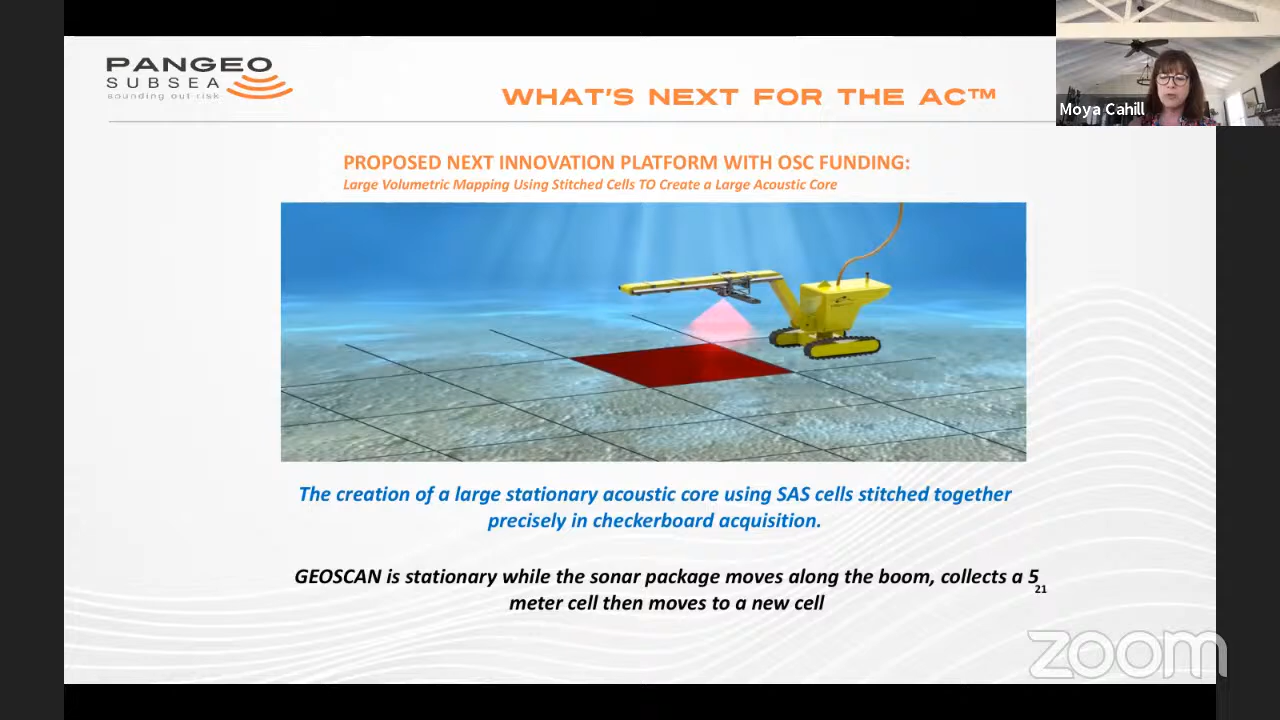 PANGEO
SUBSEA
sounding out risk
WHAT'S NEXT FOR THE AC™
Moya Cahill
PROPOSED NEXT INNOVATION PLATFORM WITH OSC FUNDING:
Large Volumetric Mapping Using Stitched Cells TO Create a Large Acoustic Core
The creation of a large stationary acoustic core using SAS cells stitched together
precisely in checkerboard acquisition.
GEOSCAN is stationary while the sonar package moves along the boom, collects a 5
meter cell then moves to a new cell
21
zoom